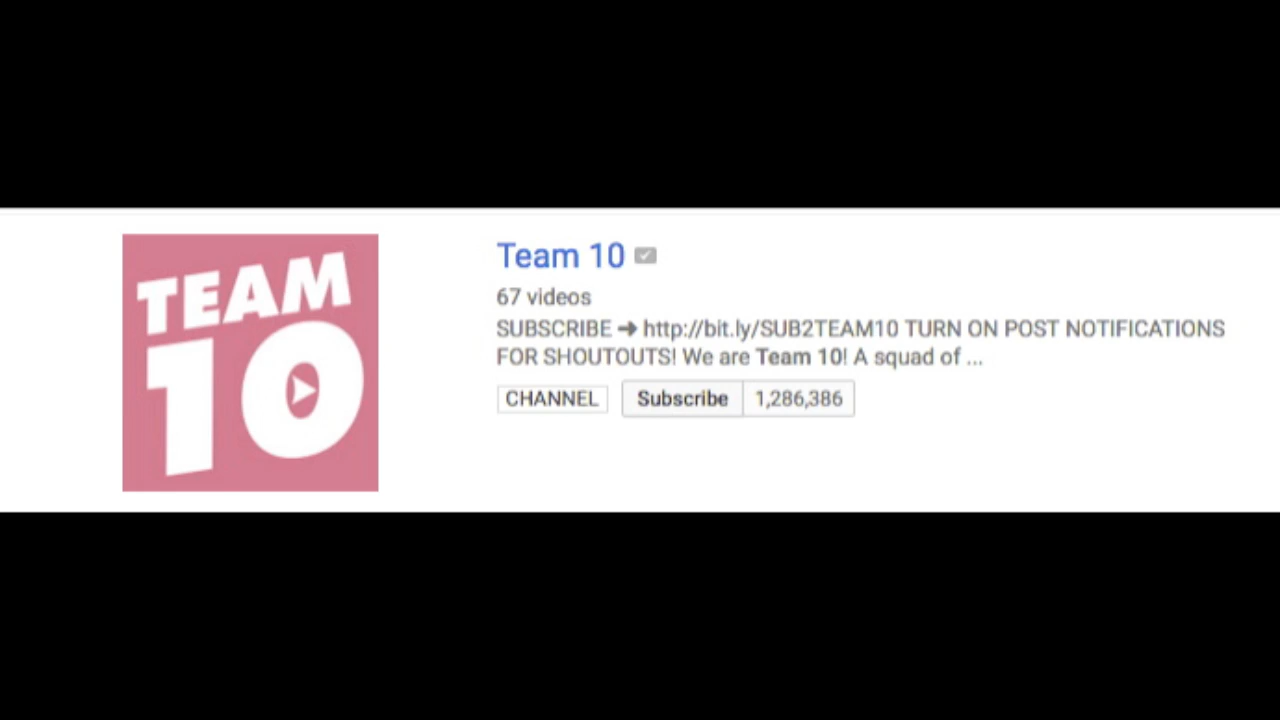 TEAM
10
Team 10
67 videos
SUBSCRIBE ➜ http://bit.ly/SUB2TEAM10 TURN ON POST NOTIFICATIONS
FOR SHOUTOUTS! We are Team 10! A squad of ...
CHANNEL Subscribe 1,286,386